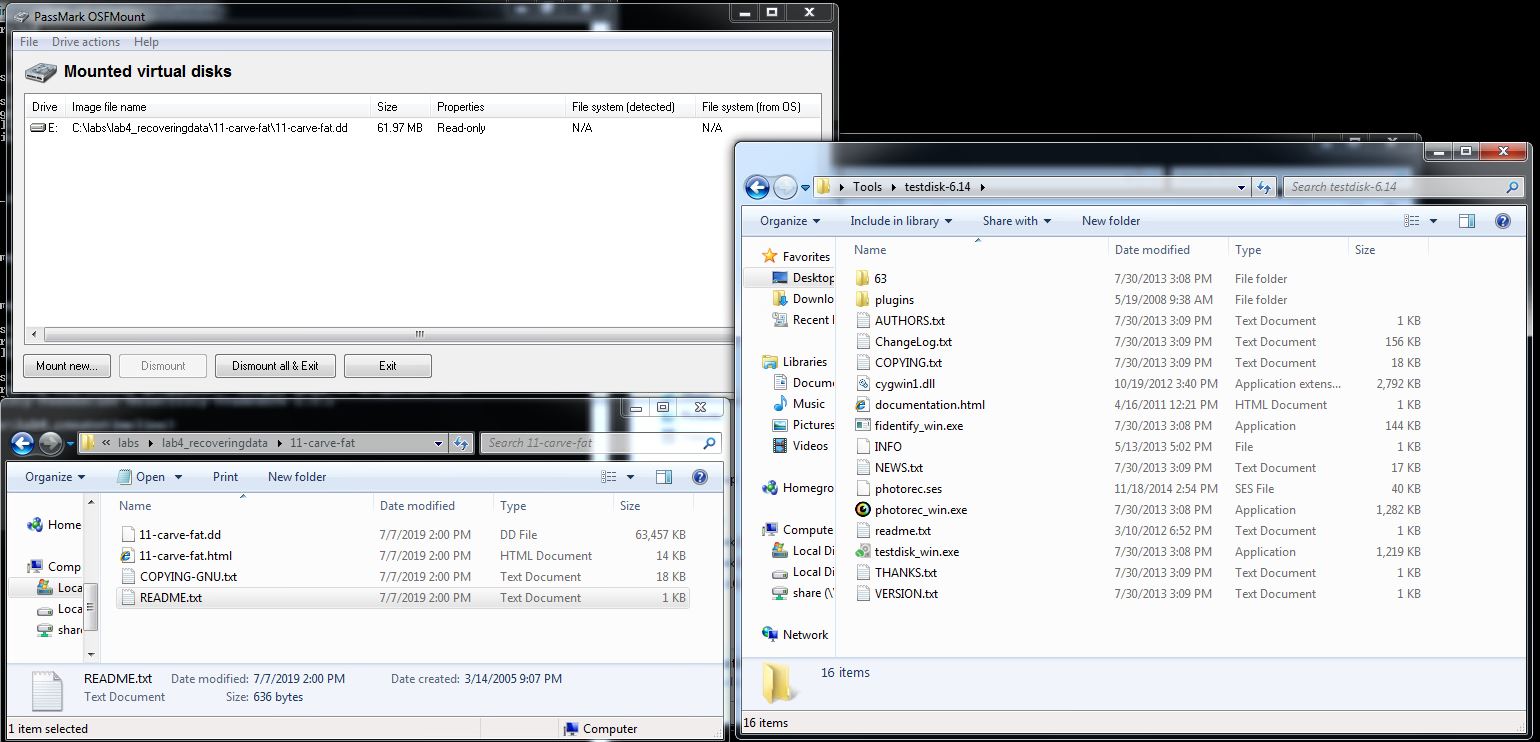 PassMark OSFMount
File Drive actions Help
Mounted virtual disks
Drive Image file name Size Properties File system (detected) File system (from OS)
E: C:\labs\lab4_recoveringdata\11-carve-fat\11-carve-fat.dd 61.97 MB Read-only N/A N/A
Mount new... Dismount Dismount all & Exit Exit
labs lab4_recoveringdata 11-carve-fat Search 11-carve-fat
Organize Open Print New folder
Name Date modified Type Size
11-carve-fat.dd 7/7/2019 2:00 PM DD File 63,457 KB
11-carve-fat.html 7/7/2019 2:00 PM HTML Document 14 KB
COPYING-GNU.txt 7/7/2019 2:00 PM Text Document 18 KB
README.txt 7/7/2019 2:00 PM Text Document 1 KB
Home
Comp
Loca
Loca
share
README.txt Date modified: 7/7/2019 2:00 PM Date created: 3/14/2005 9:07 PM
Text Document Size: 636 bytes
1 item selected Computer
Tools testdisk-6.14 Search testdisk-6.14
Organize Include in library Share with New folder
Favorites
Desktop
Downlo
Recent
Libraries
Docume
Music
Pictures
Videos
Homegro
Compute
Local Di
Local Di
share (\
Network
Name Date modified Type Size
63 7/30/2013 3:08 PM File folder
plugins 5/19/2008 9:38 AM File folder
AUTHORS.txt 7/30/2013 3:09 PM Text Document 1 KB
ChangeLog.txt 7/30/2013 3:09 PM Text Document 156 KB
COPYING.txt 7/30/2013 3:09 PM Text Document 18 KB
cygwin1.dll 10/19/2012 3:40 PM Application extens... 2,792 KB
documentation.html 4/16/2011 12:21 PM HTML Document 1 KB
fidentify_win.exe 7/30/2013 3:08 PM Application 144 KB
INFO 5/13/2013 5:02 PM File 1 KB
NEWS.txt 7/30/2013 3:09 PM Text Document 17 KB
photorec.ses 11/18/2014 2:54 PM SES File 40 KB
photorec_win.exe 7/30/2013 3:08 PM Application 1,282 KB
readme.txt 3/10/2012 6:52 PM Text Document 1 KB
testdisk_win.exe 7/30/2013 3:08 PM Application 1,219 KB
THANKS.txt 7/30/2013 3:09 PM Text Document 1 KB
VERSION.txt 7/30/2013 3:09 PM Text Document 1 KB
16 items
16 items